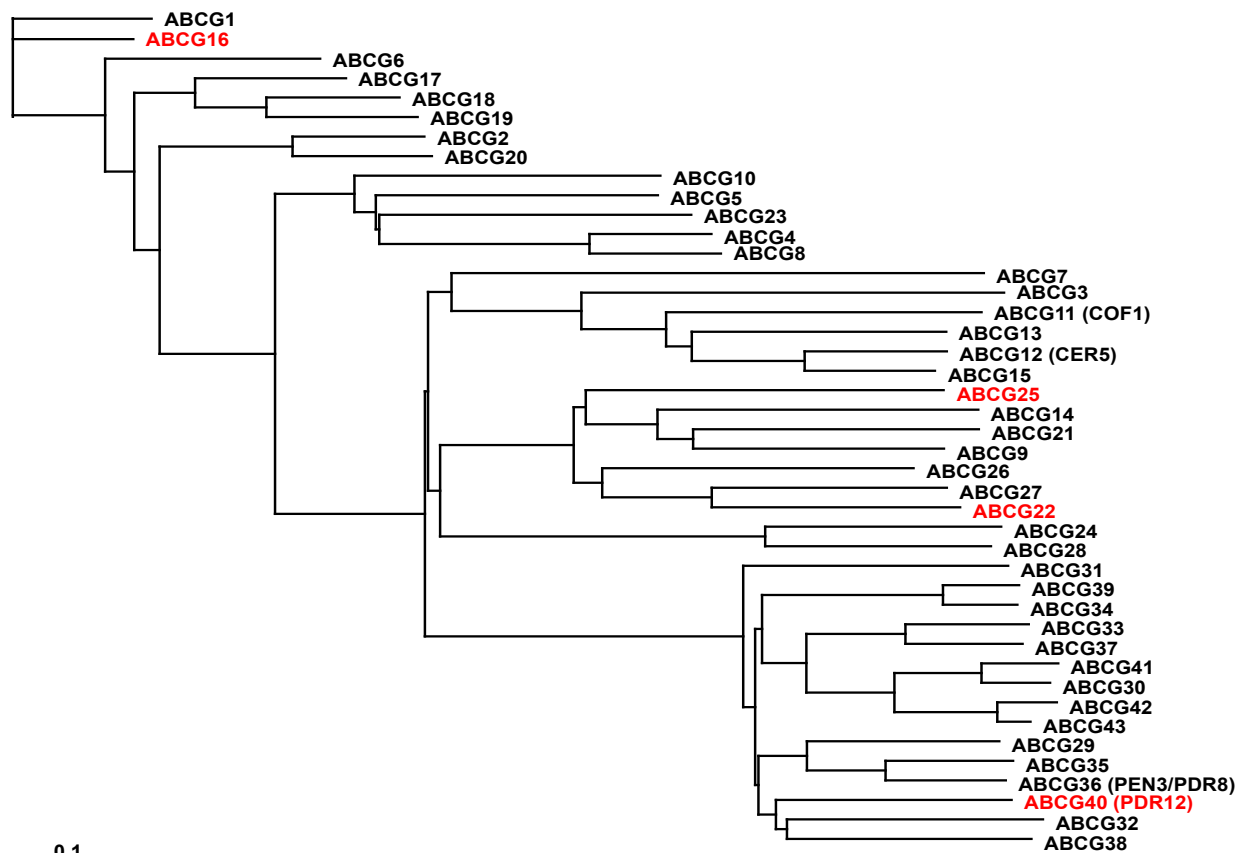 ABCG1
ABCG16
ABCG6
ABCG17
ABCG18
ABCG19
ABCG2
ABCG20
ABCG10
ABCG5
ABCG23
ABCG4
ABCG8
ABCG7
ABCG3
ABCG11 (COF1)
ABCG13
ABCG12 (CER5)
ABCG15
ABCG25
ABCG14
ABCG21
ABCG9
ABCG26
ABCG27
ABCG22
ABCG24
ABCG28
ABCG31
ABCG39
ABCG34
ABCG33
ABCG37
ABCG41
ABCG30
ABCG42
ABCG43
ABCG29
ABCG35
ABCG36 (PEN3/PDR8)
ABCG40 (PDR12)
ABCG32
ABCG38
0.1